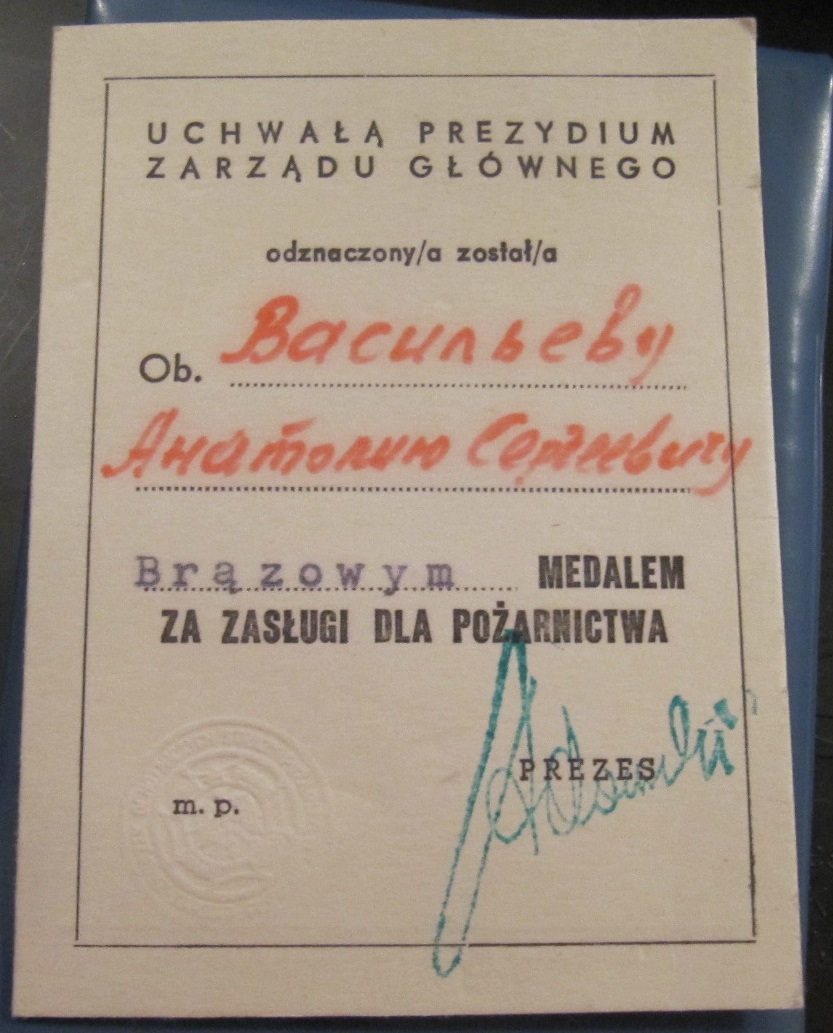 UCHWAŁĄ PREZYDIUM
ZARZĄDU GŁÓWNEGO
odznaczony/a został/a
Ob. Васильеву
Анатолию Сергеевичу
Brązowym MEDALEM
ZA ZASŁUGI DLA POŻARNICTWA
PREZES
m. p.